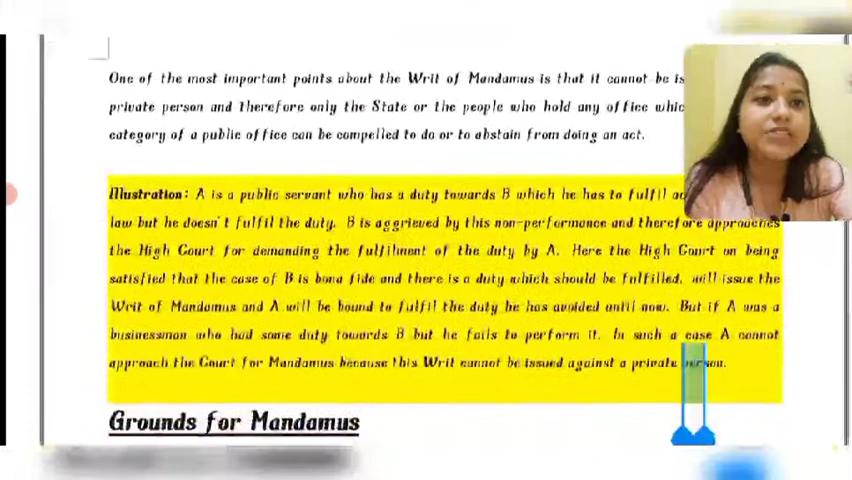 One of the most important points about the Writ of Mandamus is that it cannot be is
private person and therefore only the State or the people who hold any office whic
category of a public office can be compelled to do or to abstain from doing an act.
Illustration: A is a public servant who has a duty towards B which he has to fulfil ac
law but he doesn't fulfil the duty. B is aggrieved by this non-performance and therefore approaches
the High Court for demanding the fulfilment of the duty by A. Here the High Court on being
satisfied that the case of B is bona fide and there is a duty which should be fulfilled, will issue the
Writ of Mandamus and A will be bound to fulfil the duty he has avoided until now. But if A was a
businessman who had some duty towards B but he fails to perform it. In such a case A cannot
approach the Court for Mandamus because this Writ cannot be issued against a private person.
Grounds for Mandamus